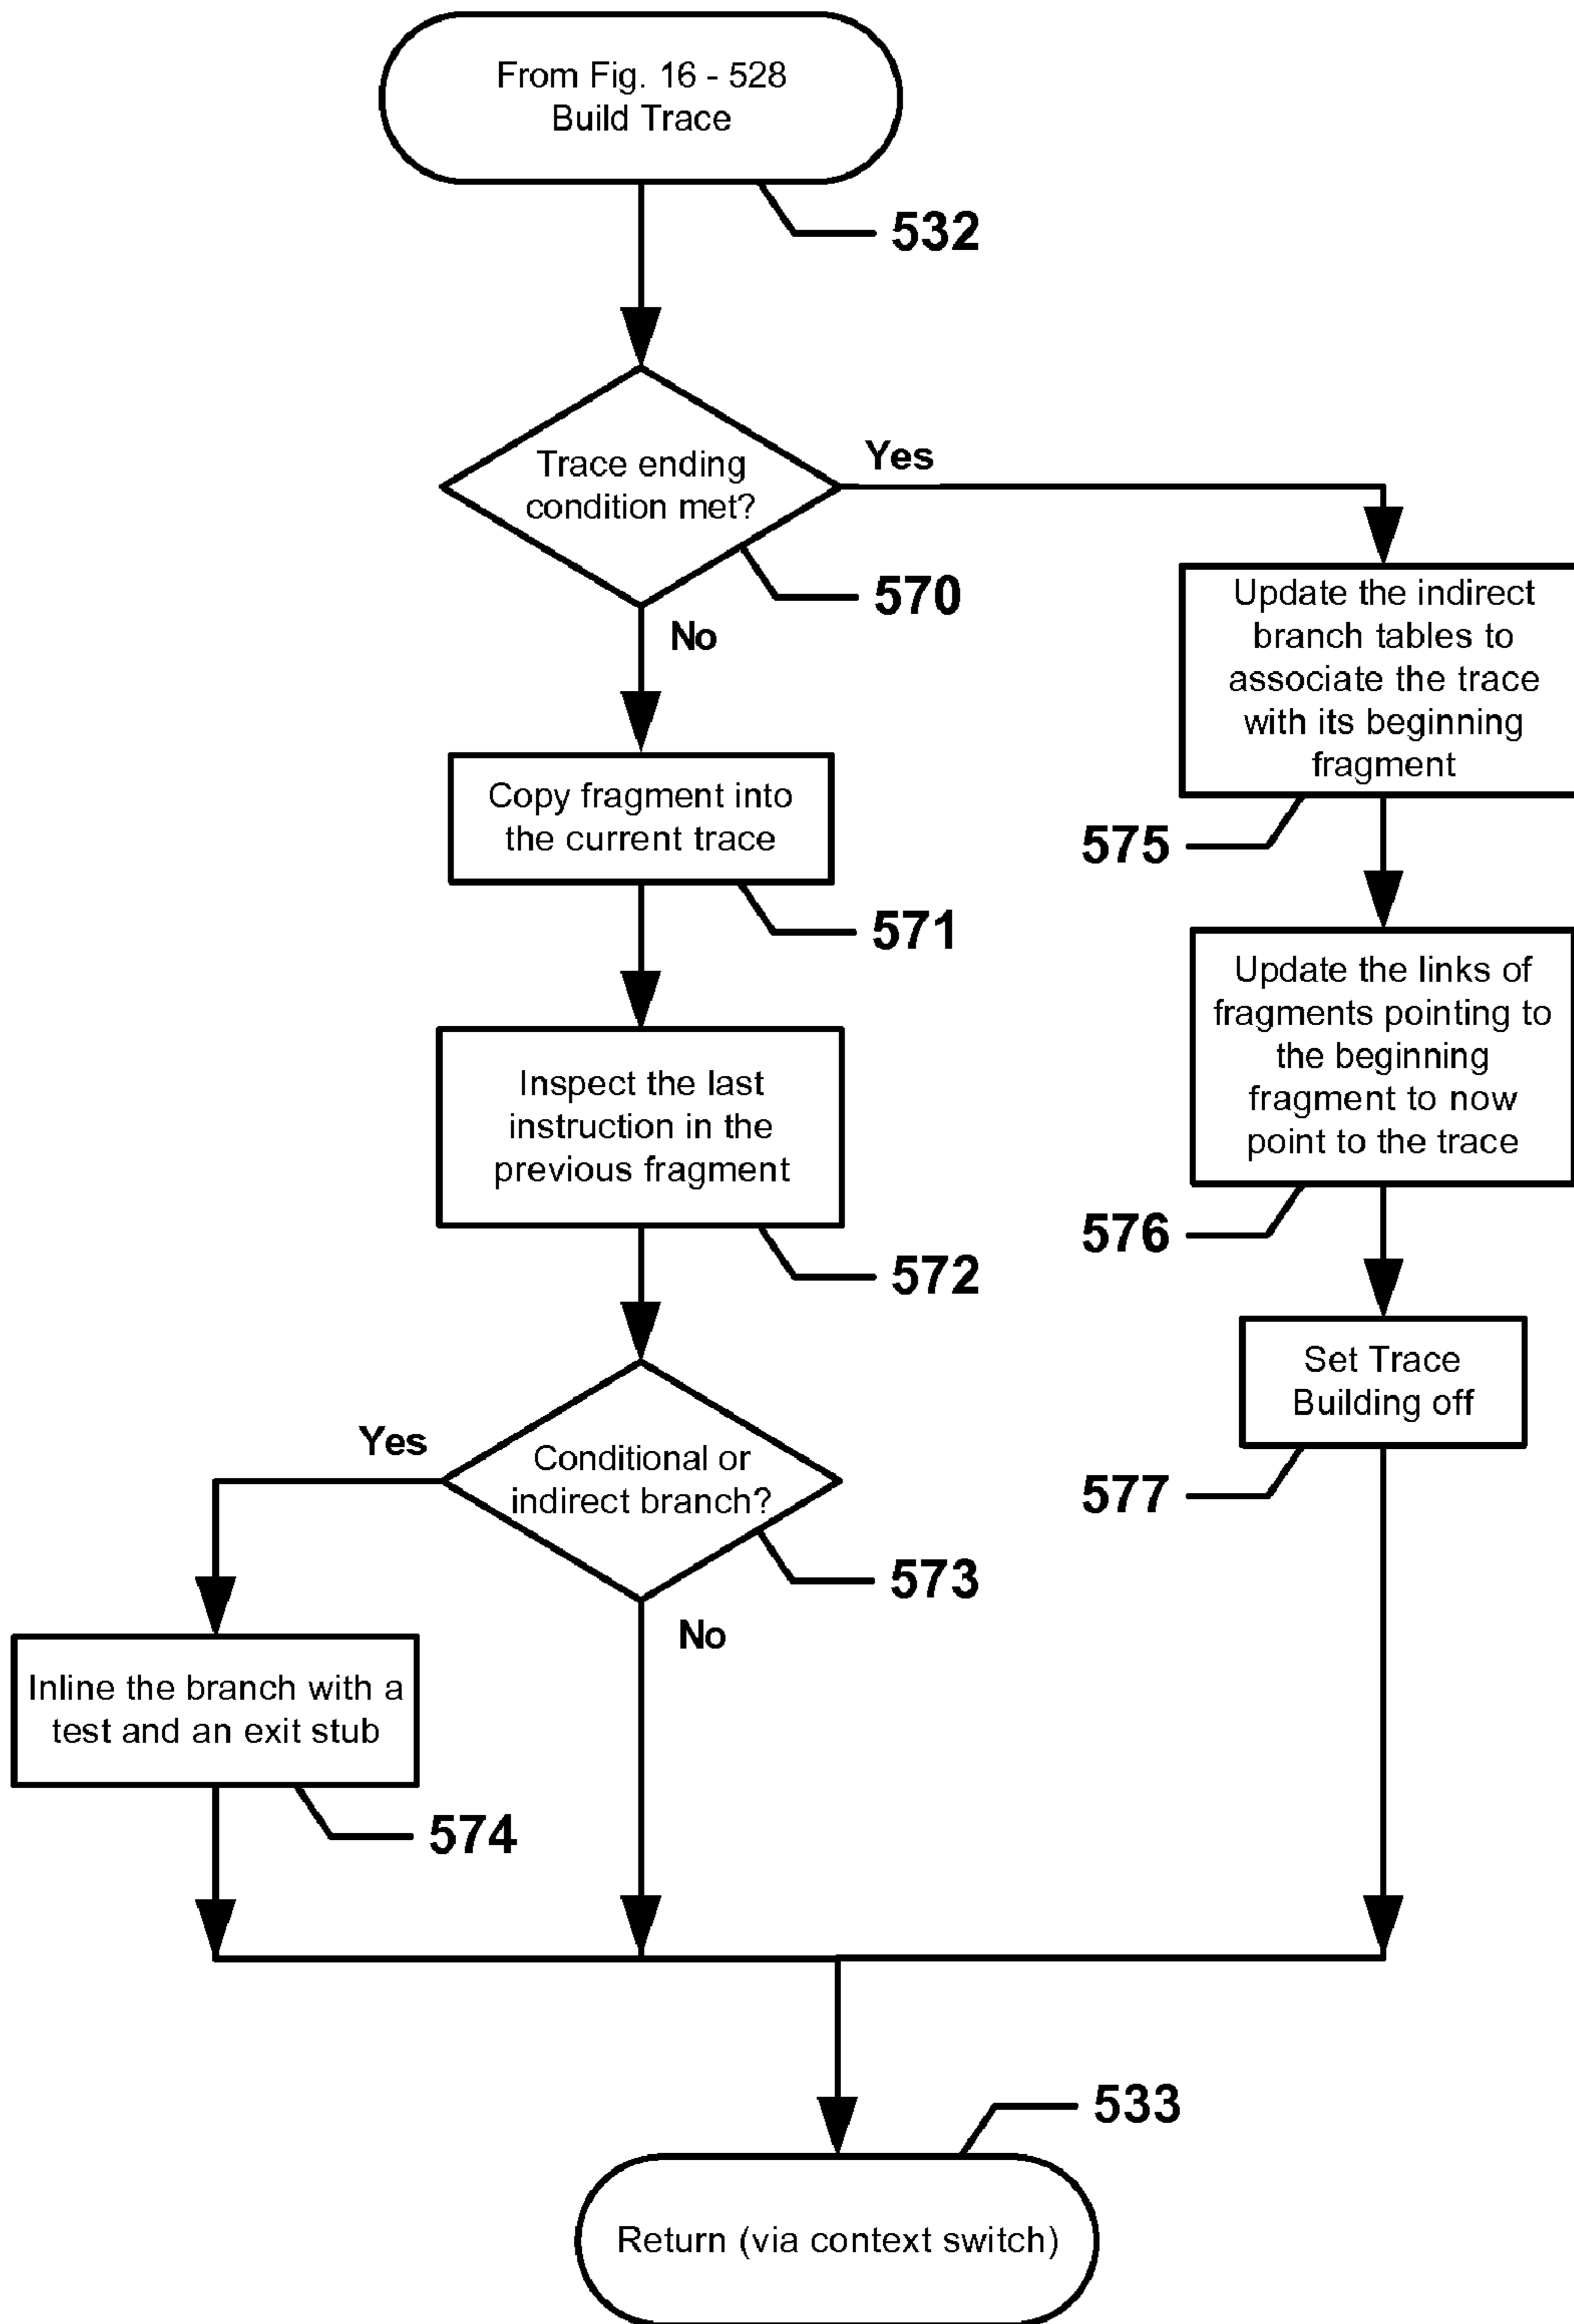 From Fig. 16 - 528
Build Trace
532
Trace ending
condition met?
Yes
570
No
Update the indirect
branch tables to
associate the trace
with its beginning
fragment
575
Copy fragment into
the current trace
571
Update the links of
fragments pointing to
the beginning
fragment to now
point to the trace
576
Inspect the last
instruction in the
previous fragment
572
Set Trace
Building off
577
Conditional or
indirect branch?
Yes
573
No
Inline the branch with a
test and an exit stub
574
533
Return (via context switch)